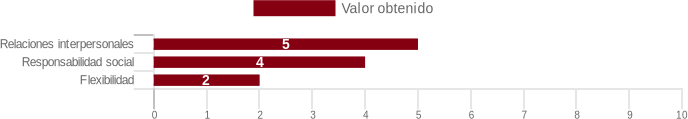 Valor obtenido
Relaciones interpersonales 5
Responsabilidad social 4
Flexibilidad 2
0 1 2 3 4 5 6 7 8 9 10